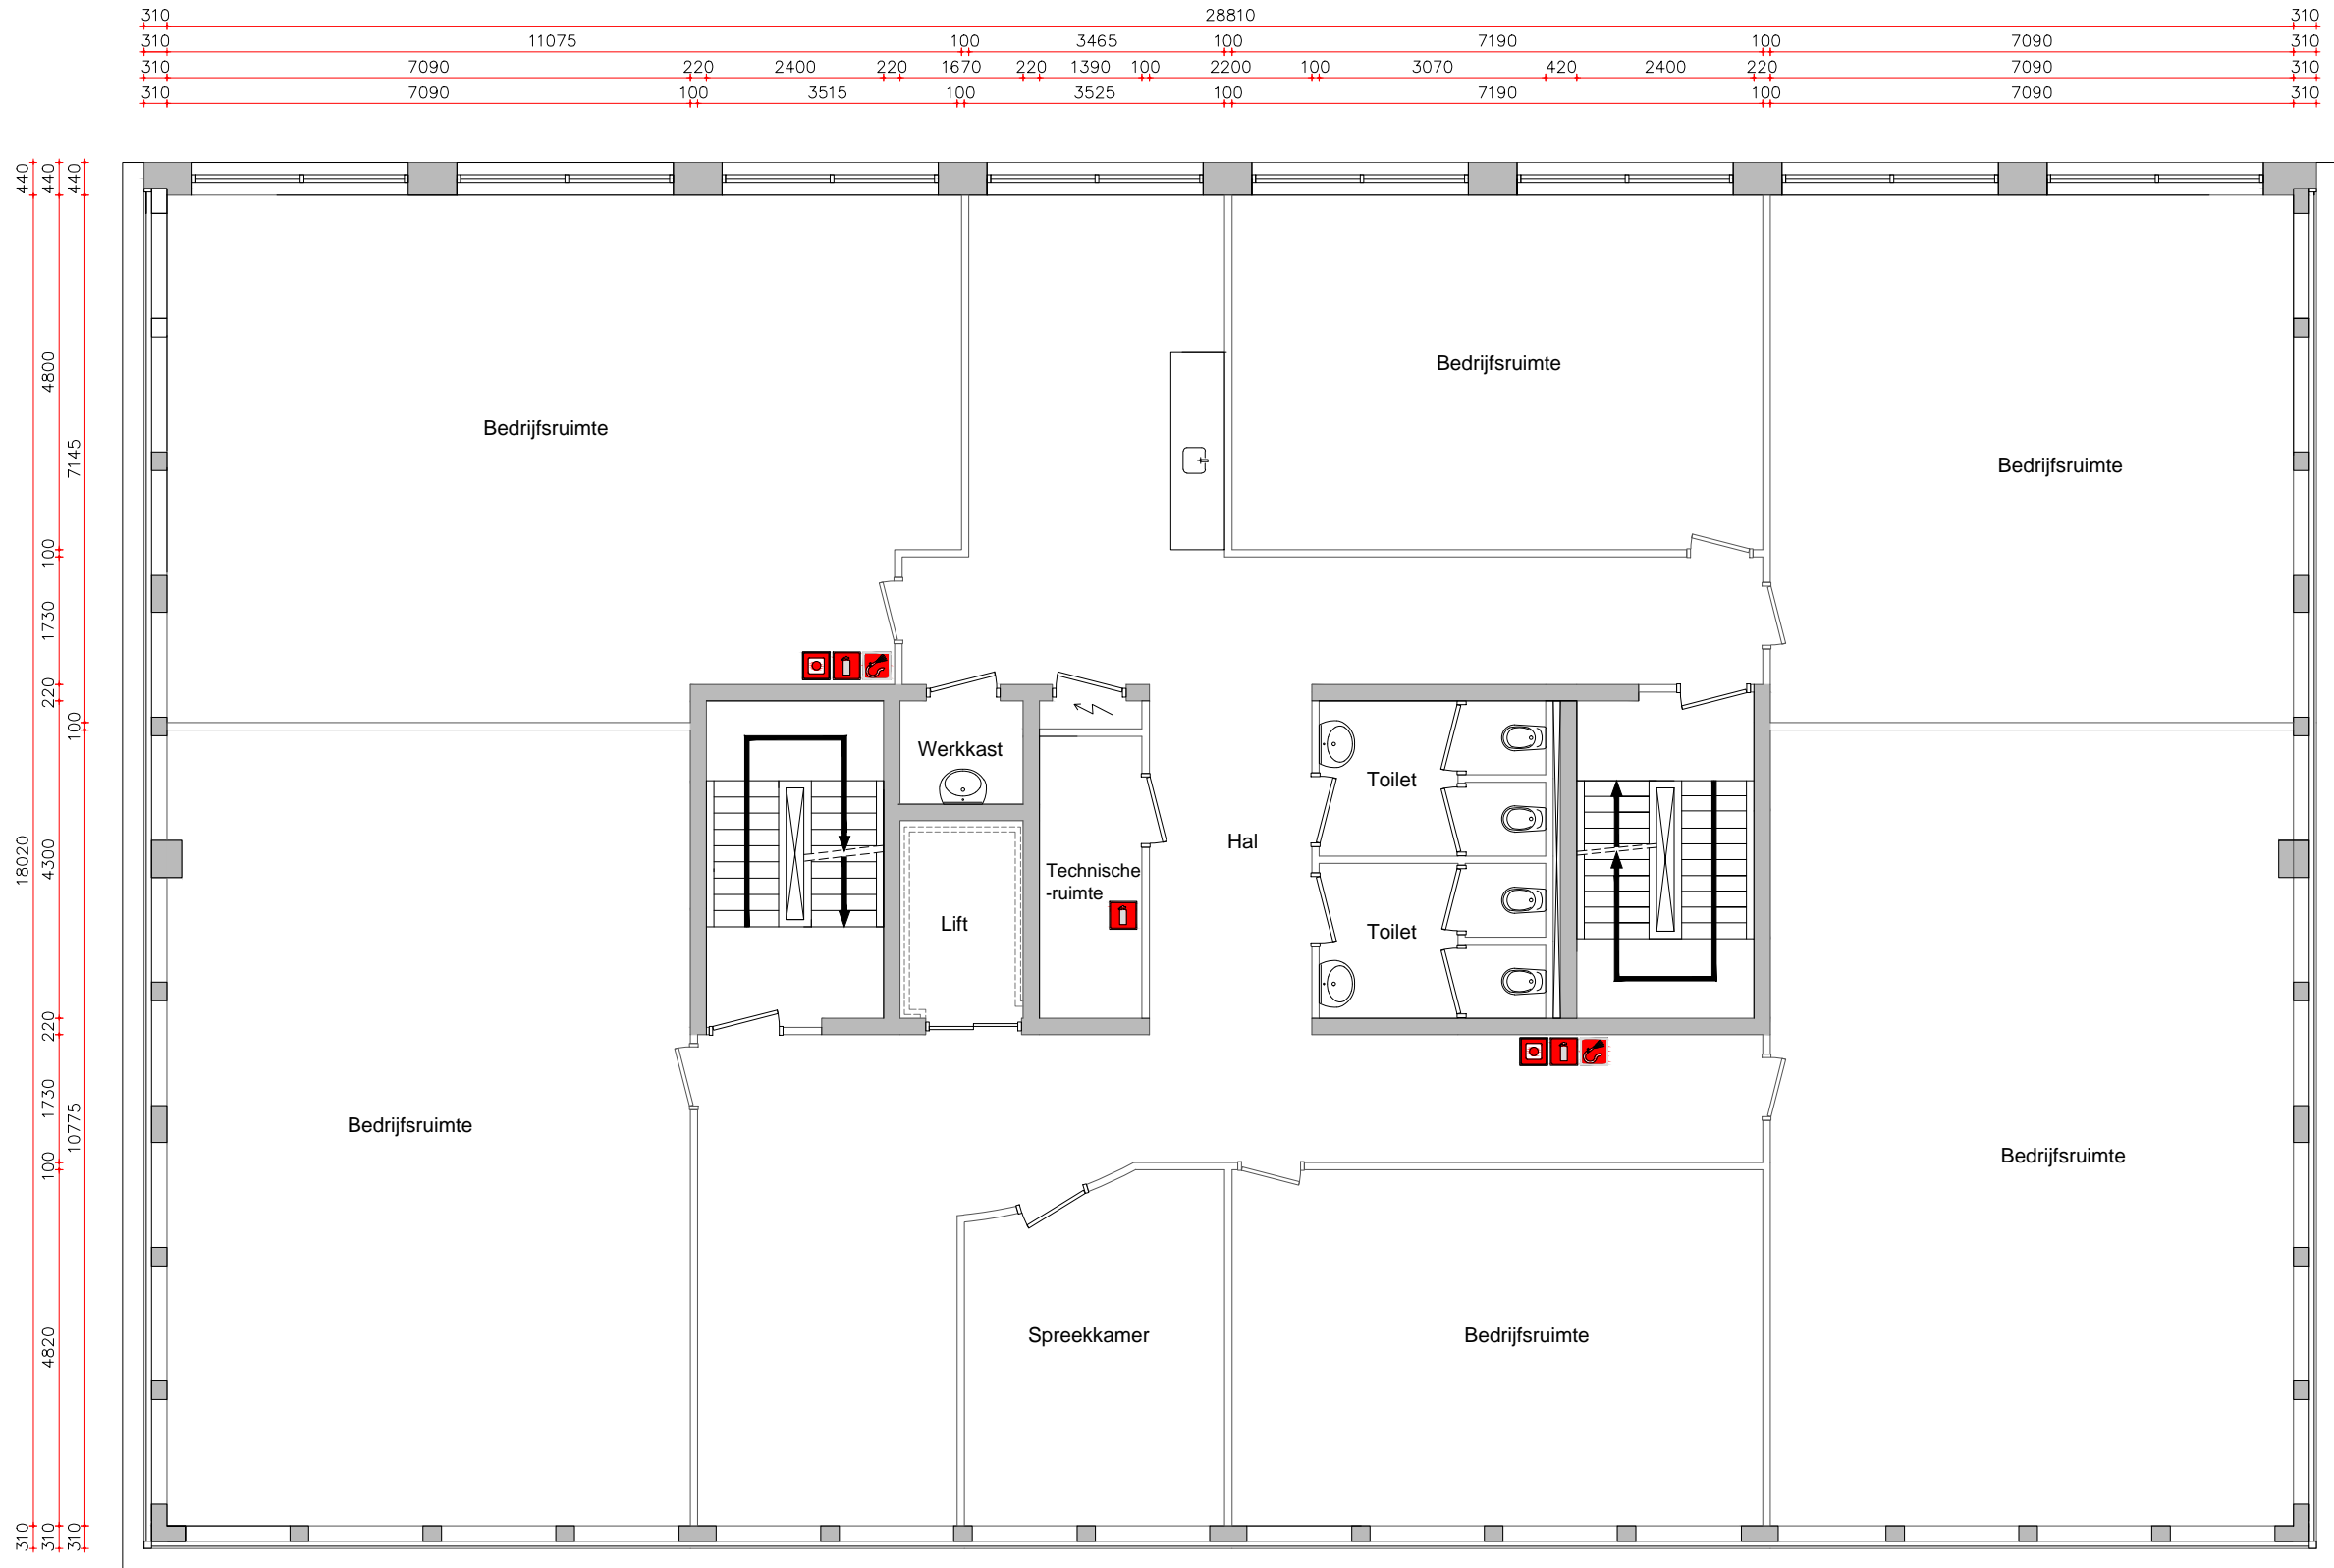 310 28810 310
310 11075 100 3465 100 7190 100 7090 310
310 7090 220 2400 220 1670 220 1390 100 2200 100 3070 420 2400 220 7090 310
310 7090 100 3515 100 3525 100 7190 100 7090 310
440 18020 310
440 4800 100 1730 220 4300 220 1730 100 4820 310
440 7145 100 10775 310
Bedrijfsruimte
Bedrijfsruimte
Bedrijfsruimte
Werkkast
Toilet
Hal
Technische
-ruimte
Lift
Toilet
Bedrijfsruimte
Bedrijfsruimte
Spreekkamer
Bedrijfsruimte